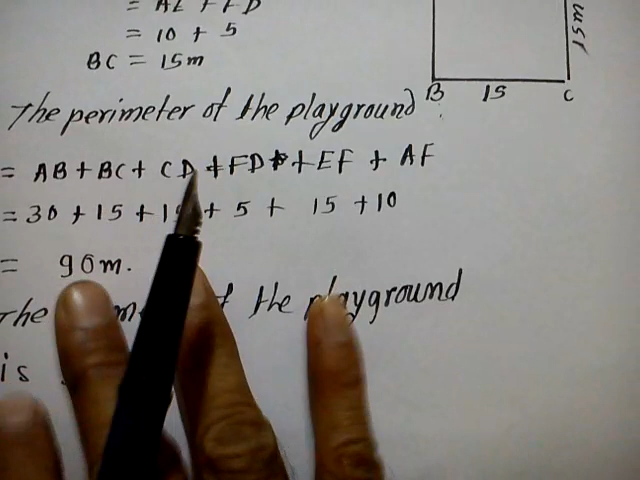 = 10 + 5
BC = 15m
The perimeter of the playground.
= AB + BC + CD + FD + EF + AF
= 30 + 15 + 15 + 5 + 15 + 10
= 90m.
The of the playground
is
B 15 C